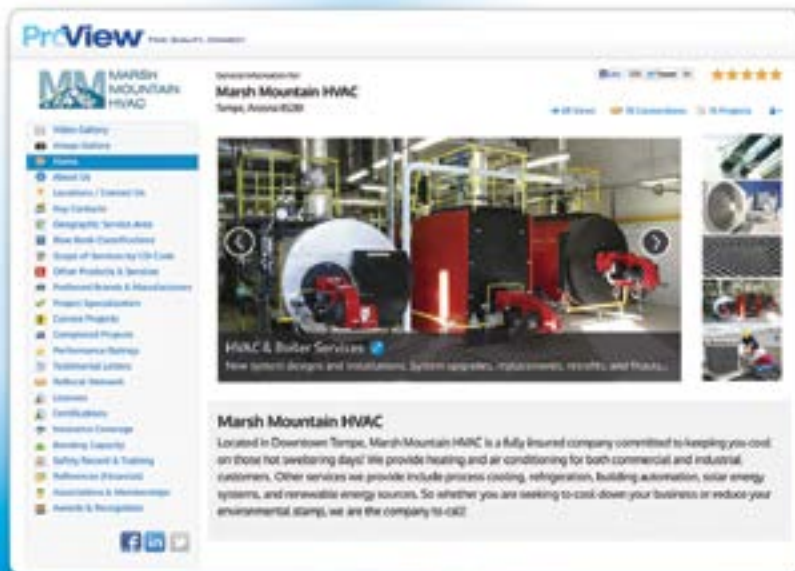 ProView
MARSH
MOUNTAIN
HVAC
General Information for
Marsh Mountain HVAC
Tempe, Arizona 85281
Video Gallery
Image Gallery
Home
About Us
Locations / Contact Us
Key Contacts
Geographic Service Area
Blue Book Classifications
Scope of Services by CSI Code
Other Products & Services
Preferred Brands & Manufacturers
Project Specialization
Current Projects
Completed Projects
Performance Ratings
Testimonial Letters
Referral Network
Licenses
Certifications
Insurance Coverage
Bonding Capacity
Safety Record & Training
References (Financial)
Associations & Memberships
Awards & Recognition
HVAC & Boiler Services
New system designs and installations. System upgrades, replacements, retrofits, and
Marsh Mountain HVAC
Located in Downtown Tempe, Marsh Mountain HVAC is a fully insured company committed to keeping you cool
on those hot sweltering days! We provide heating and air conditioning for both commercial and industrial
customers. Other services we provide include process cooling, refrigeration, building automation, solar energy
systems, and renewable energy sources. So whether you are seeking to cool down your business or reduce your
environmental stamp, we are the company to call!